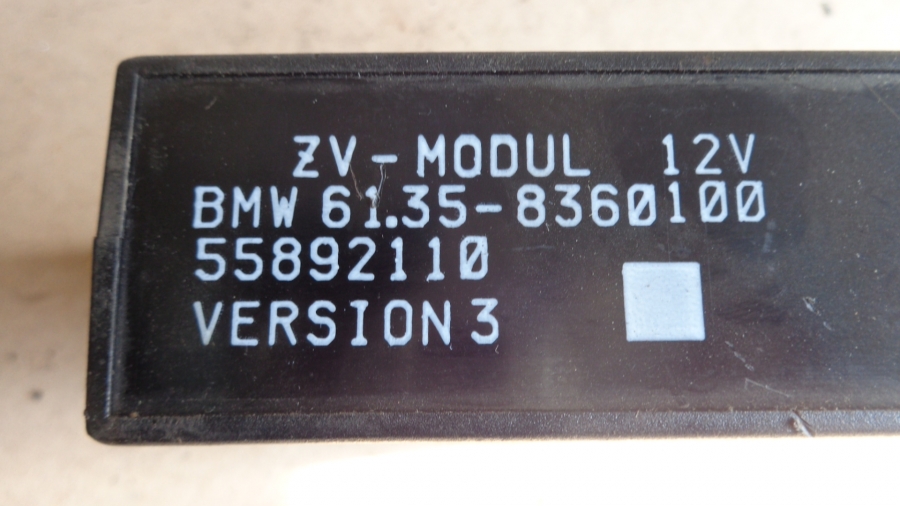 ZV-MODUL 12V
BMW 61.35-8360100
55892110
VERSION 3